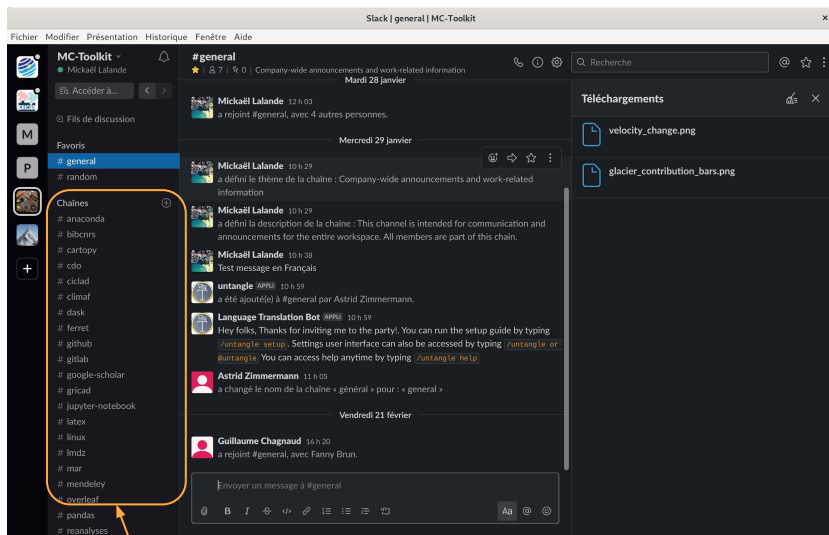 Slack | general | MC-Toolkit
Fichier Modifier Présentation Historique Fenêtre Aide
MC-Toolkit
Mickaël Lalande
Accéder à...
Fils de discussion
Favoris
# general
# random
Chaînes
# anaconda
# bibcnrs
# cartopy
# cdo
# ciclad
# climaf
# dask
# ferret
# github
# gitlab
# google-scholar
# gricad
# jupyter-notebook
# latex
# linux
# lmdz
# mar
# mendeley
# overleaf
# pandas
# reanalyses
M
P
#general
7 | 0 | Company-wide announcements and work-related information
Mardi 28 janvier
Mickaël Lalande 12 h 03
a rejoint #general, avec 4 autres personnes.
Mercredi 29 janvier
Mickaël Lalande 10 h 29
a défini le thème de la chaîne : Company-wide announcements and work-related
information
Mickaël Lalande 10 h 29
a défini la description de la chaîne : This channel is intended for communication and
announcements for the entire workspace. All members are part of this chain.
Mickaël Lalande 10 h 38
Test message en Français
untangle APPLI 10 h 59
a été ajouté(e) à #general par Astrid Zimmermann.
Language Translation Bot APPLI 10 h 59
Hey folks, Thanks for inviting me to the party!. You can run the setup guide by typing
/untangle setup . Settings user interface can also be accessed by typing /untangle or
@untangle You can access help anytime by typing /untangle help
Astrid Zimmermann 11 h 05
a changé le nom de la chaîne « général » pour : « general »
Vendredi 21 février
Guillaume Chagnaud 16 h 20
a rejoint #general, avec Fanny Brun.
Envoyer un message à #general
B I Aa @
Recherche
Téléchargements
velocity_change.png
glacier_contribution_bars.png